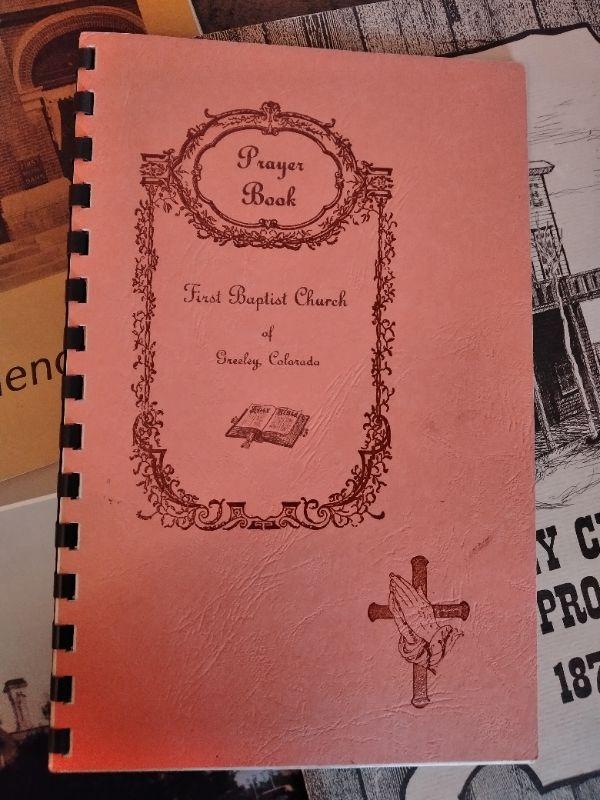 Prayer
Book
First Baptist Church
of
Greeley, Colorado
Holy Bible